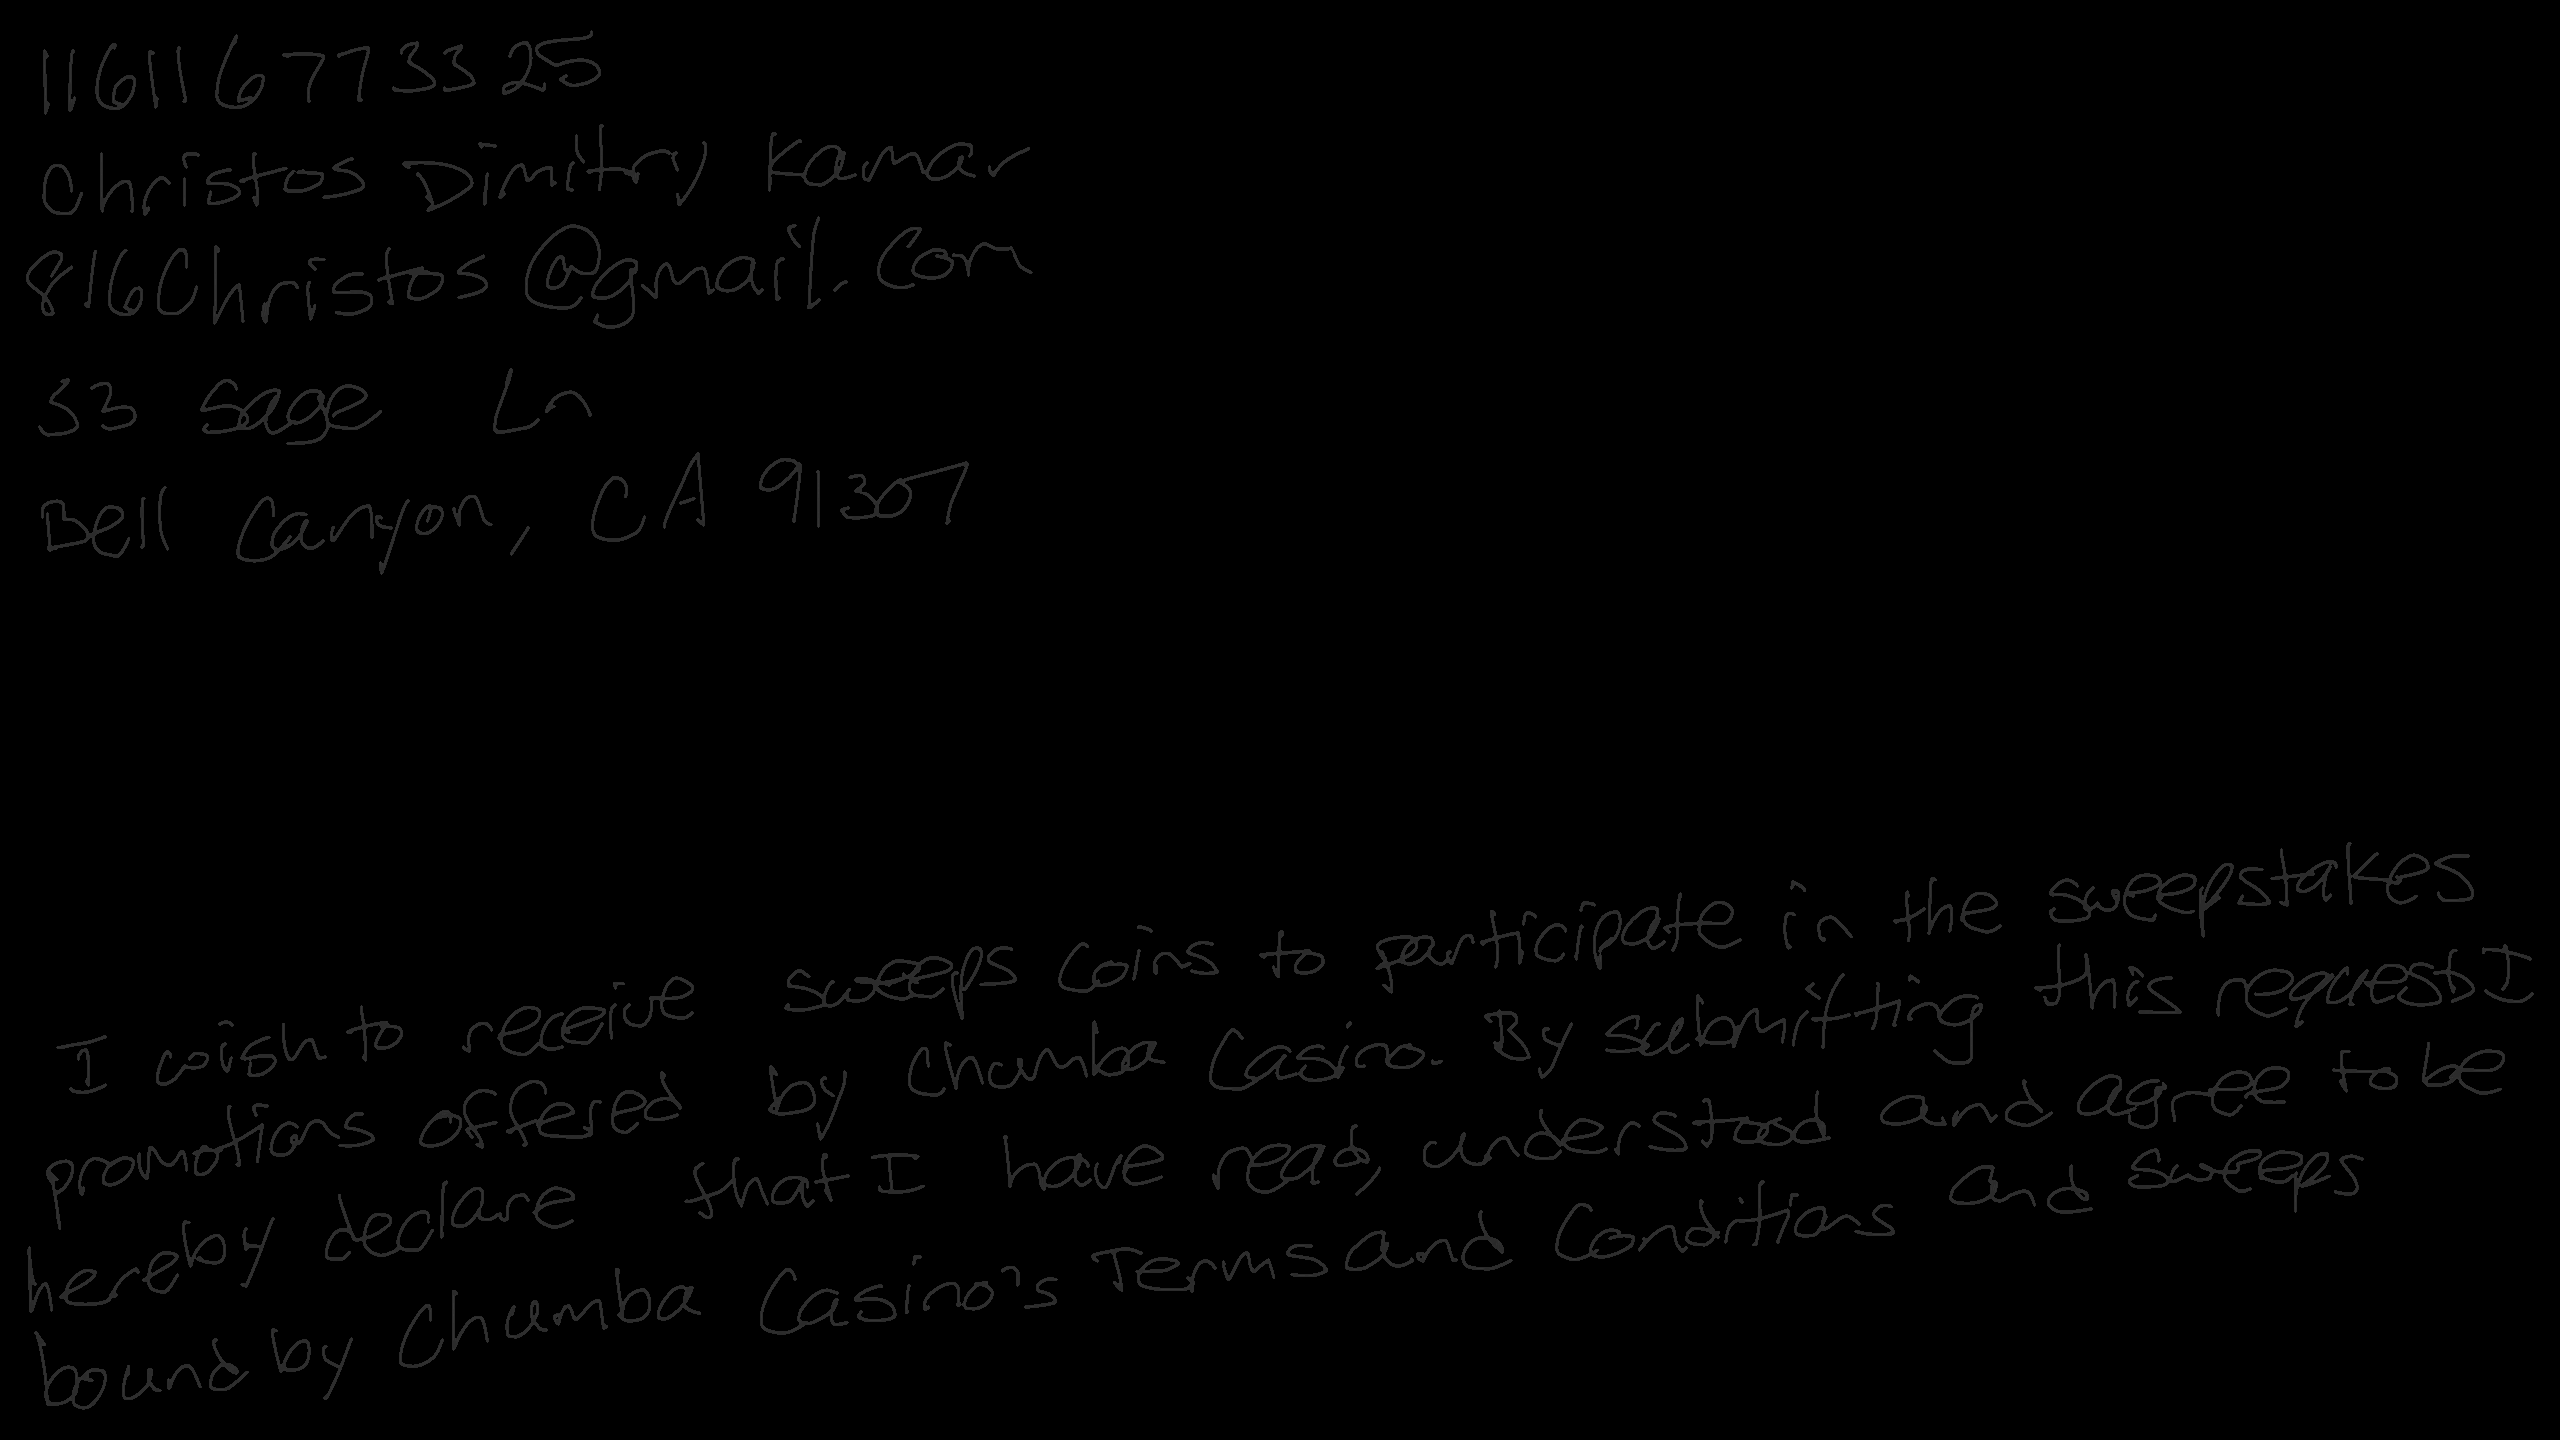 116116773325
Christos Dimitry Kamar
816Christos@gmail.com
33 Sage Ln
Bell Canyon, CA 91307
I wish to receive sweeps coins to participate in the sweepstakes
promotions offered by Chumba Casino. By submitting this request I
hereby declare that I have read, understood and agree to be
bound by Chumba Casino's Terms and Conditions and sweeps